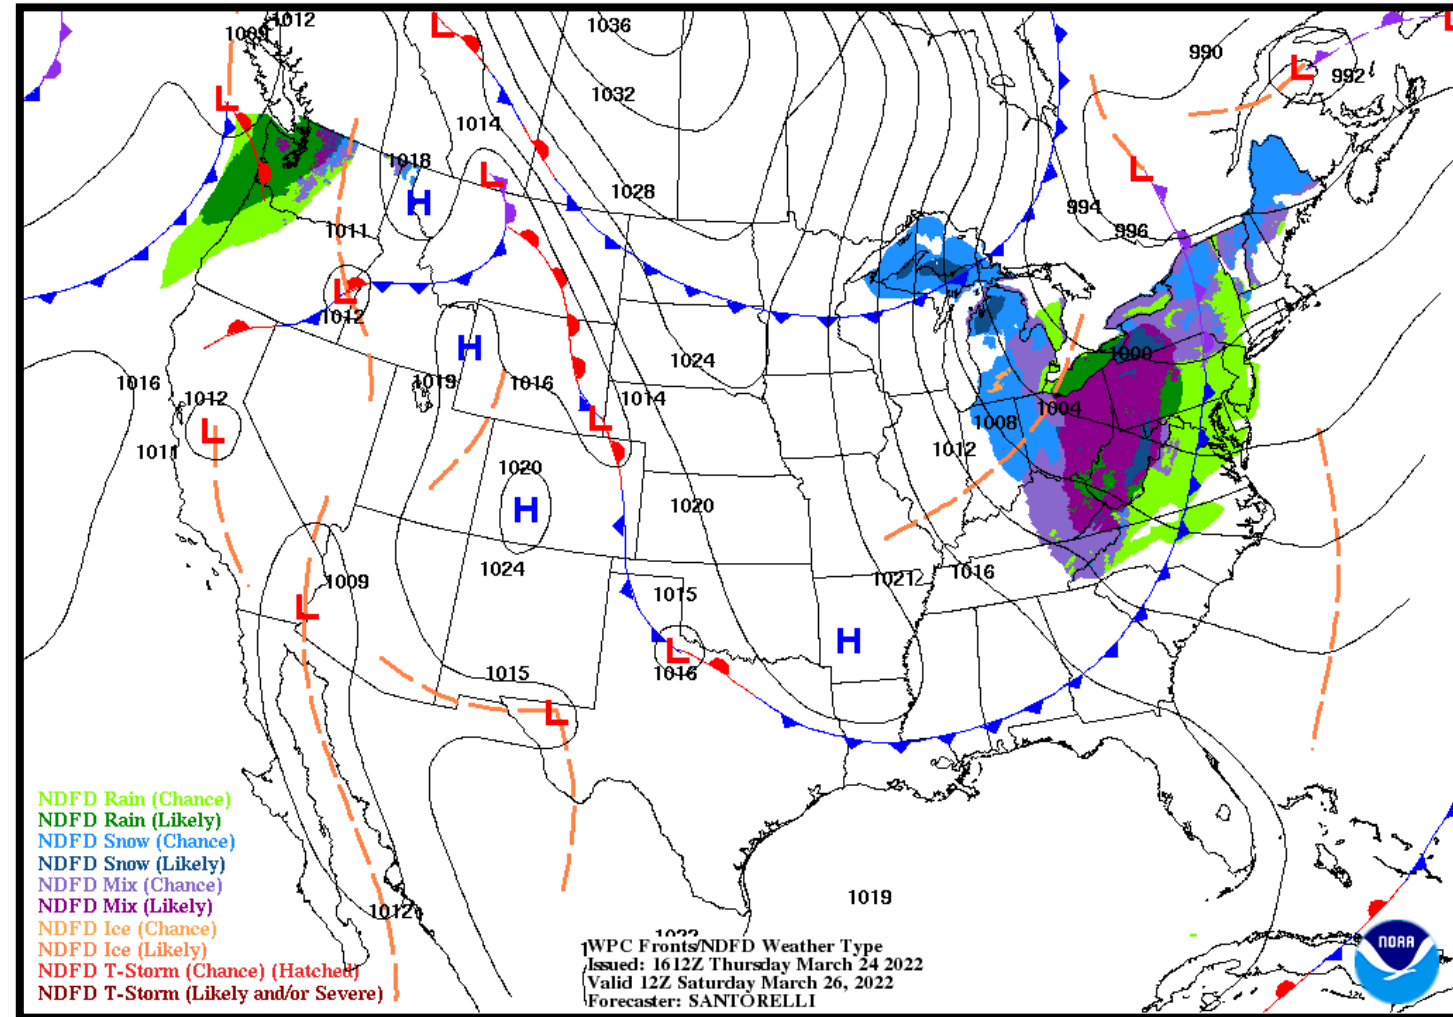 1012
1009
1036
990
992
1032
1014
1018
1028
994
996
1011
1012
1000
1024
1016
1019
1016
1014
1012
1004
1008
1011
1012
1020
1020
1024
1009
1021
1016
1015
1015
1016
1019
1012
L
L
L
L
L
L
L
L
L
L
L
H
H
H
H
NDFD Rain (Chance)
NDFD Rain (Likely)
NDFD Snow (Chance)
NDFD Snow (Likely)
NDFD Mix (Chance)
NDFD Mix (Likely)
NDFD Ice (Chance)
NDFD Ice (Likely)
NDFD T-Storm (Chance) (Hatched)
NDFD T-Storm (Likely and/or Severe)
WPC Fronts/NDFD Weather Type
Issued: 1612Z Thursday March 24 2022
Valid 12Z Saturday March 26, 2022
Forecaster: SANTORELLI
NOAA